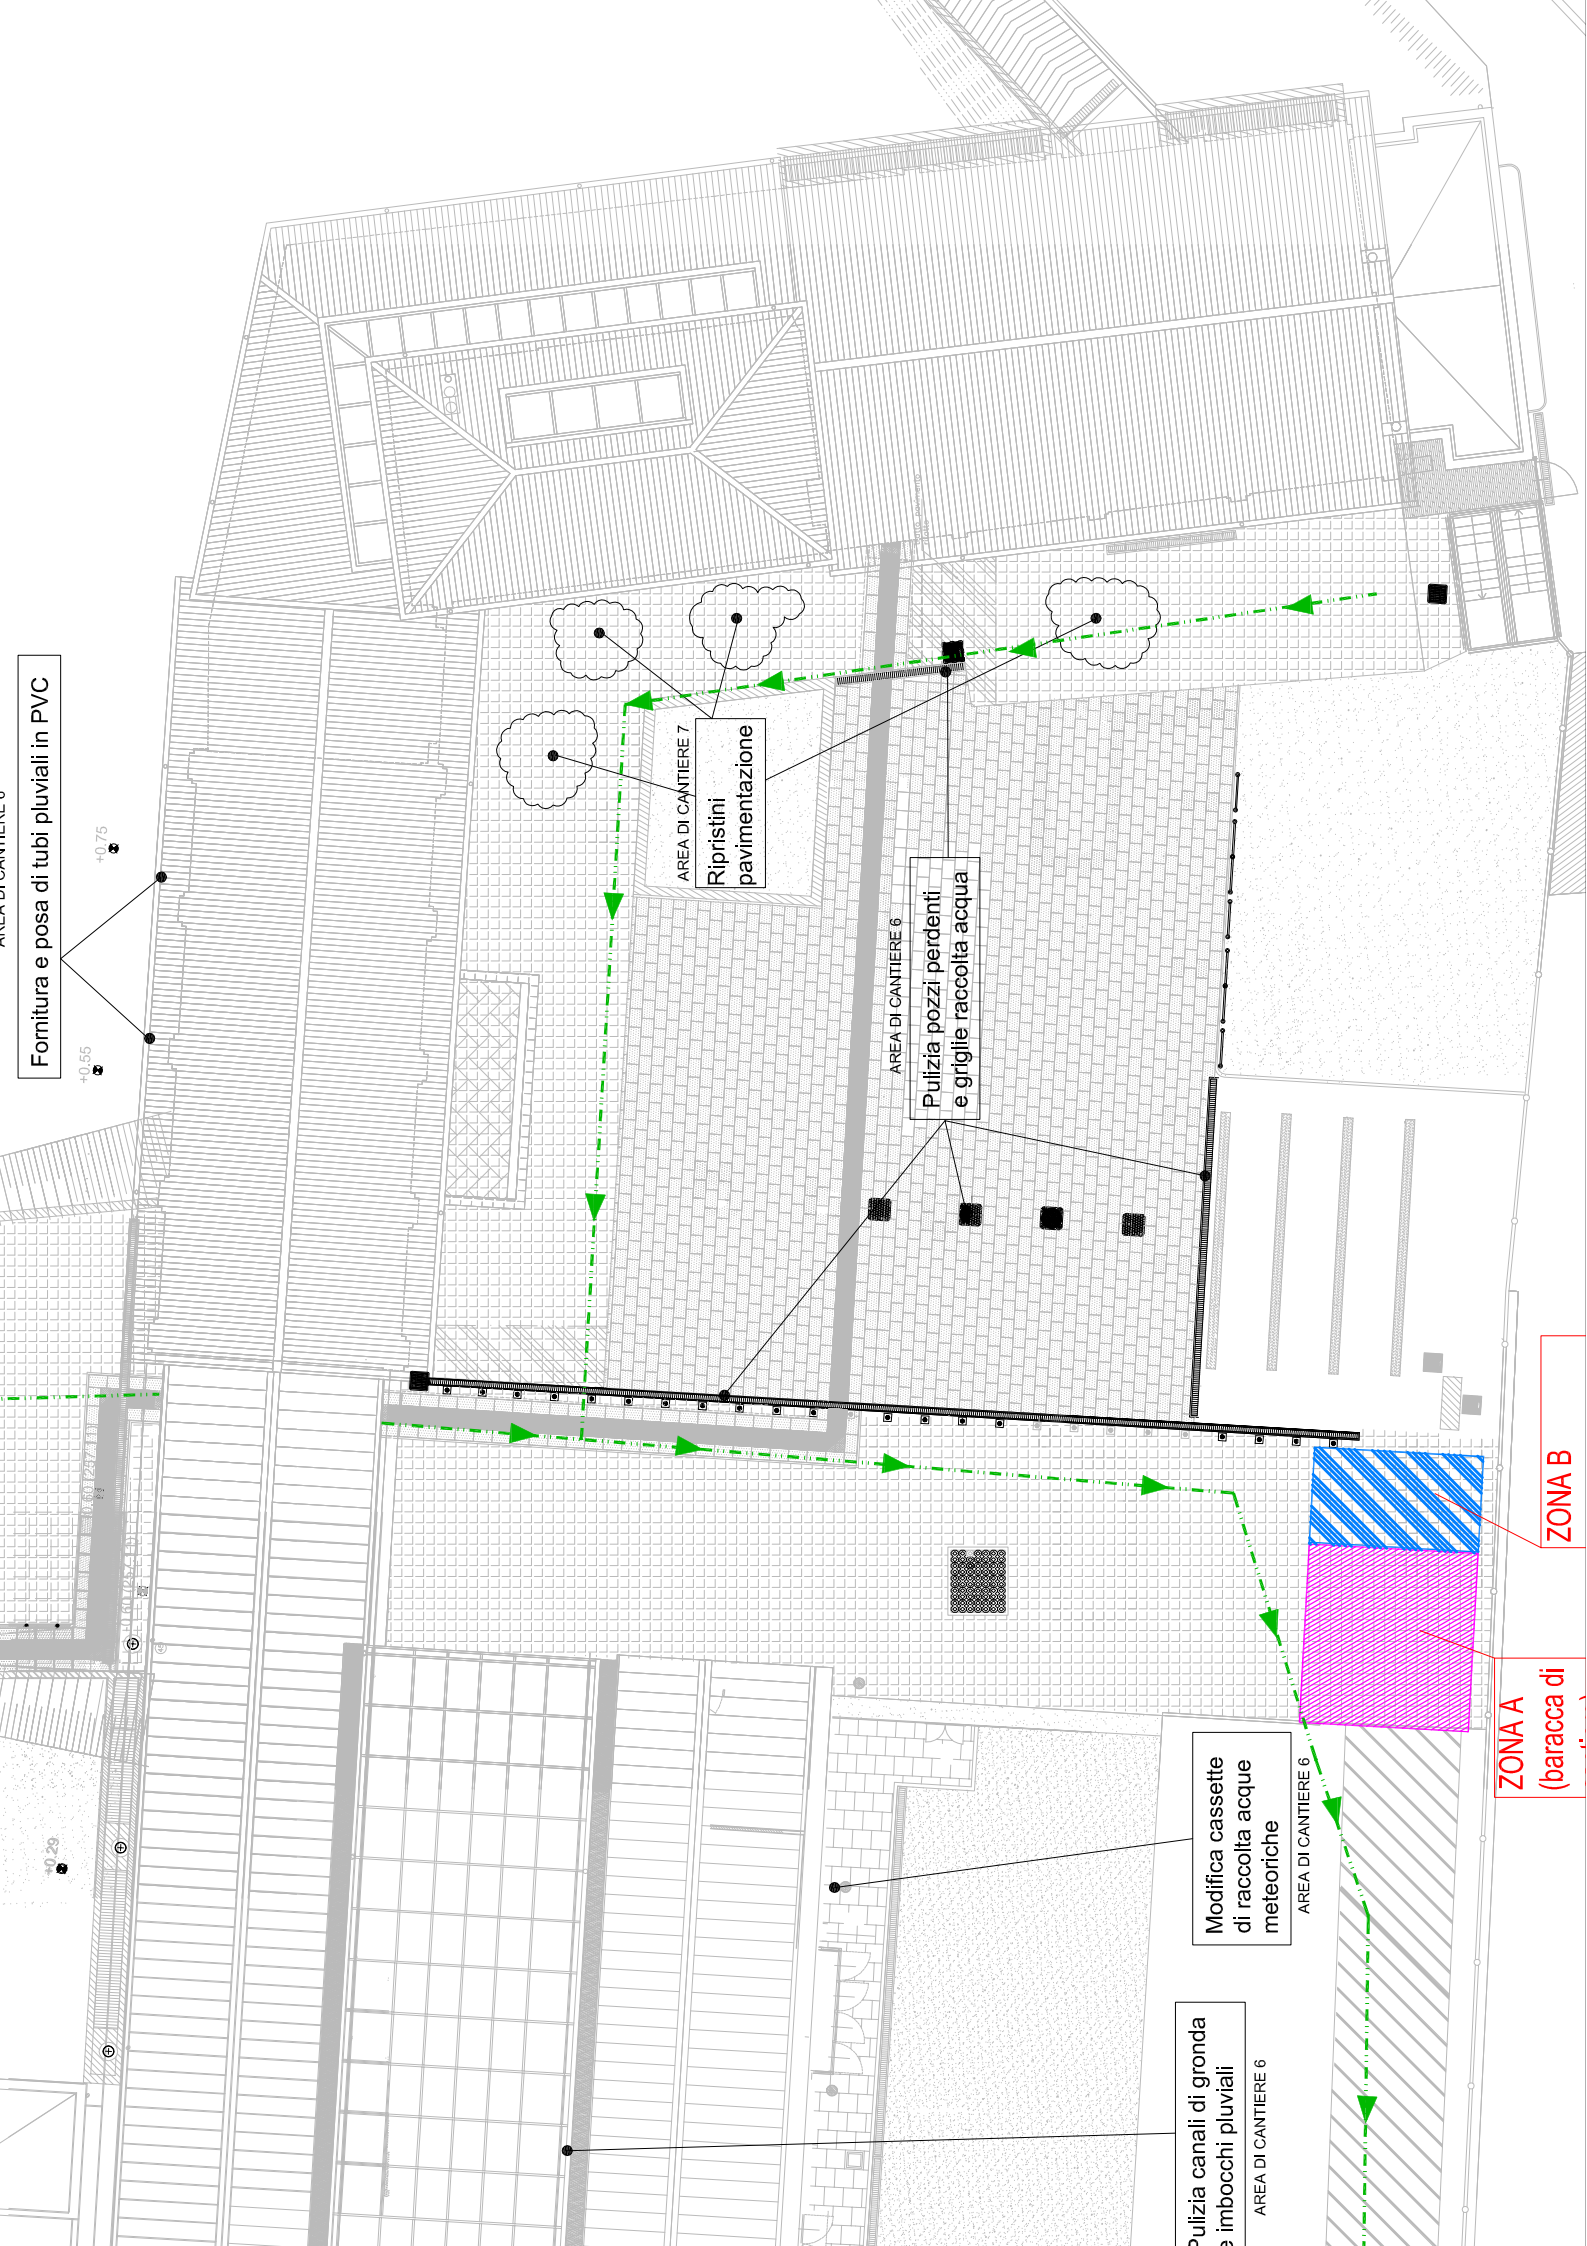 Fornitura e posa di tubi pluviali in PVC
+0.75
+0.55
AREA DI CANTIERE 7
Ripristini
pavimentazione
AREA DI CANTIERE 6
Pulizia pozzi perdenti
e griglie raccolta acqua
ZONA B
ZONA A
(baracca di
Modifica cassette
di raccolta acque
meteoriche
AREA DI CANTIERE 6
+0.29
Pulizia canali di gronda
e imbocchi pluviali
AREA DI CANTIERE 6